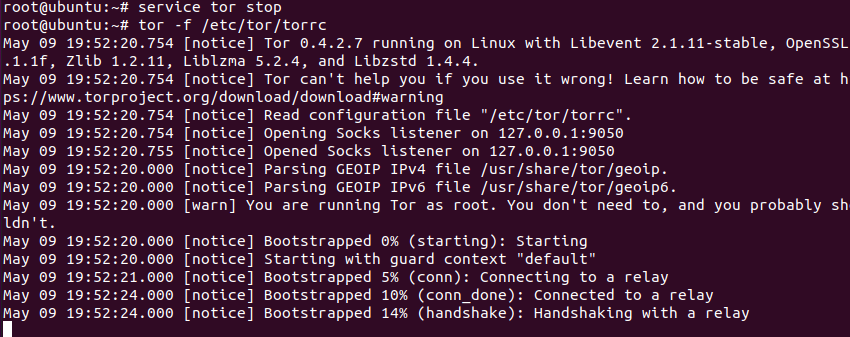 root@ubuntu:~# service tor stop
root@ubuntu:~# tor -f /etc/tor/torrc
May 09 19:52:20.754 [notice] Tor 0.4.2.7 running on Linux with Libevent 2.1.11-stable, OpenSSL
.1.1f, Zlib 1.2.11, Liblzma 5.2.4, and Libzstd 1.4.4.
May 09 19:52:20.754 [notice] Tor can't help you if you use it wrong! Learn how to be safe at h
ps://www.torproject.org/download/download#warning
May 09 19:52:20.754 [notice] Read configuration file "/etc/tor/torrc".
May 09 19:52:20.754 [notice] Opening Socks listener on 127.0.0.1:9050
May 09 19:52:20.755 [notice] Opened Socks listener on 127.0.0.1:9050
May 09 19:52:20.000 [notice] Parsing GEOIP IPv4 file /usr/share/tor/geoip.
May 09 19:52:20.000 [notice] Parsing GEOIP IPv6 file /usr/share/tor/geoip6.
May 09 19:52:20.000 [warn] You are running Tor as root. You don't need to, and you probably sho
ldn't.
May 09 19:52:20.000 [notice] Bootstrapped 0% (starting): Starting
May 09 19:52:20.000 [notice] Starting with guard context "default"
May 09 19:52:21.000 [notice] Bootstrapped 5% (conn): Connecting to a relay
May 09 19:52:24.000 [notice] Bootstrapped 10% (conn_done): Connected to a relay
May 09 19:52:24.000 [notice] Bootstrapped 14% (handshake): Handshaking with a relay